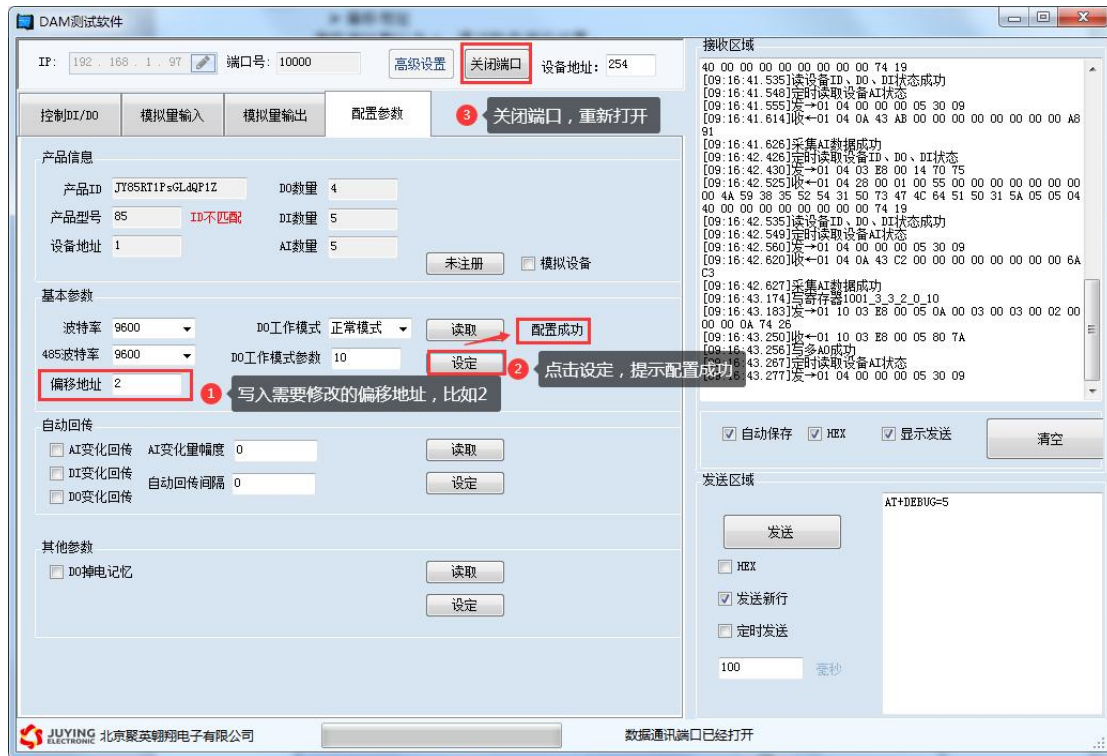 DAM测试软件
IP: 192 . 168 . 1 . 97 端口号: 10000 高级设置 关闭端口 设备地址: 254
控制DI/DO 模拟量输入 模拟量输出 配置参数
3 关闭端口，重新打开
产品信息
产品ID JY85RT1PsGLdQP1Z DO数量 4
产品型号 85 ID不匹配 DI数量 5
设备地址 1 AI数量 5
未注册 模拟设备
基本参数
波特率 9600 DO工作模式 正常模式 读取 配置成功
485波特率 9600 DO工作模式参数 10 设定
2 点击设定，提示配置成功
偏移地址 2
1 写入需要修改的偏移地址，比如2
自动回传
AI变化回传 AI变化量幅度 0 读取
DI变化回传 自动回传间隔 0 设定
DO变化回传
其他参数
DO掉电记忆 读取
设定
接收区域
40 00 00 00 00 00 00 00 00 74 19
[09:16:41.535]读设备ID、DO、DI状态成功
[09:16:41.548]定时读取设备AI状态
[09:16:41.555]发→01 04 00 00 00 05 30 09
[09:16:41.614]收←01 04 0A 43 AB 00 00 00 00 00 00 00 00 A8
91
[09:16:41.626]采集AI数据成功
[09:16:42.426]定时读取设备ID、DO、DI状态
[09:16:42.430]发→01 04 03 E8 00 14 70 75
[09:16:42.525]收←01 04 28 00 01 00 55 00 00 00 00 00 00 00
00 4A 59 38 35 52 54 31 50 73 47 4C 64 51 50 31 5A 05 05 04
40 00 00 00 00 00 00 00 00 74 19
[09:16:42.535]读设备ID、DO、DI状态成功
[09:16:42.549]定时读取设备AI状态
[09:16:42.560]发→01 04 00 00 00 05 30 09
[09:16:42.620]收←01 04 0A 43 C2 00 00 00 00 00 00 00 00 6A
C3
[09:16:42.627]采集AI数据成功
[09:16:43.174]写寄存器1001_3_3_2_0_10
[09:16:43.183]发→01 10 03 E8 00 05 0A 00 03 00 03 00 02 00
00 00 0A 74 26
[09:16:43.250]收←01 10 03 E8 00 05 80 7A
[09:16:43.256]写多AO成功
[09:16:43.267]定时读取设备AI状态
[09:16:43.277]发→01 04 00 00 00 05 30 09
自动保存 HEX 显示发送 清空
发送区域
AT+DEBUG=5
发送
HEX
发送新行
定时发送
100 毫秒
JUYING ELECTRONIC 北京聚英翱翔电子有限公司 数据通讯端口已经打开